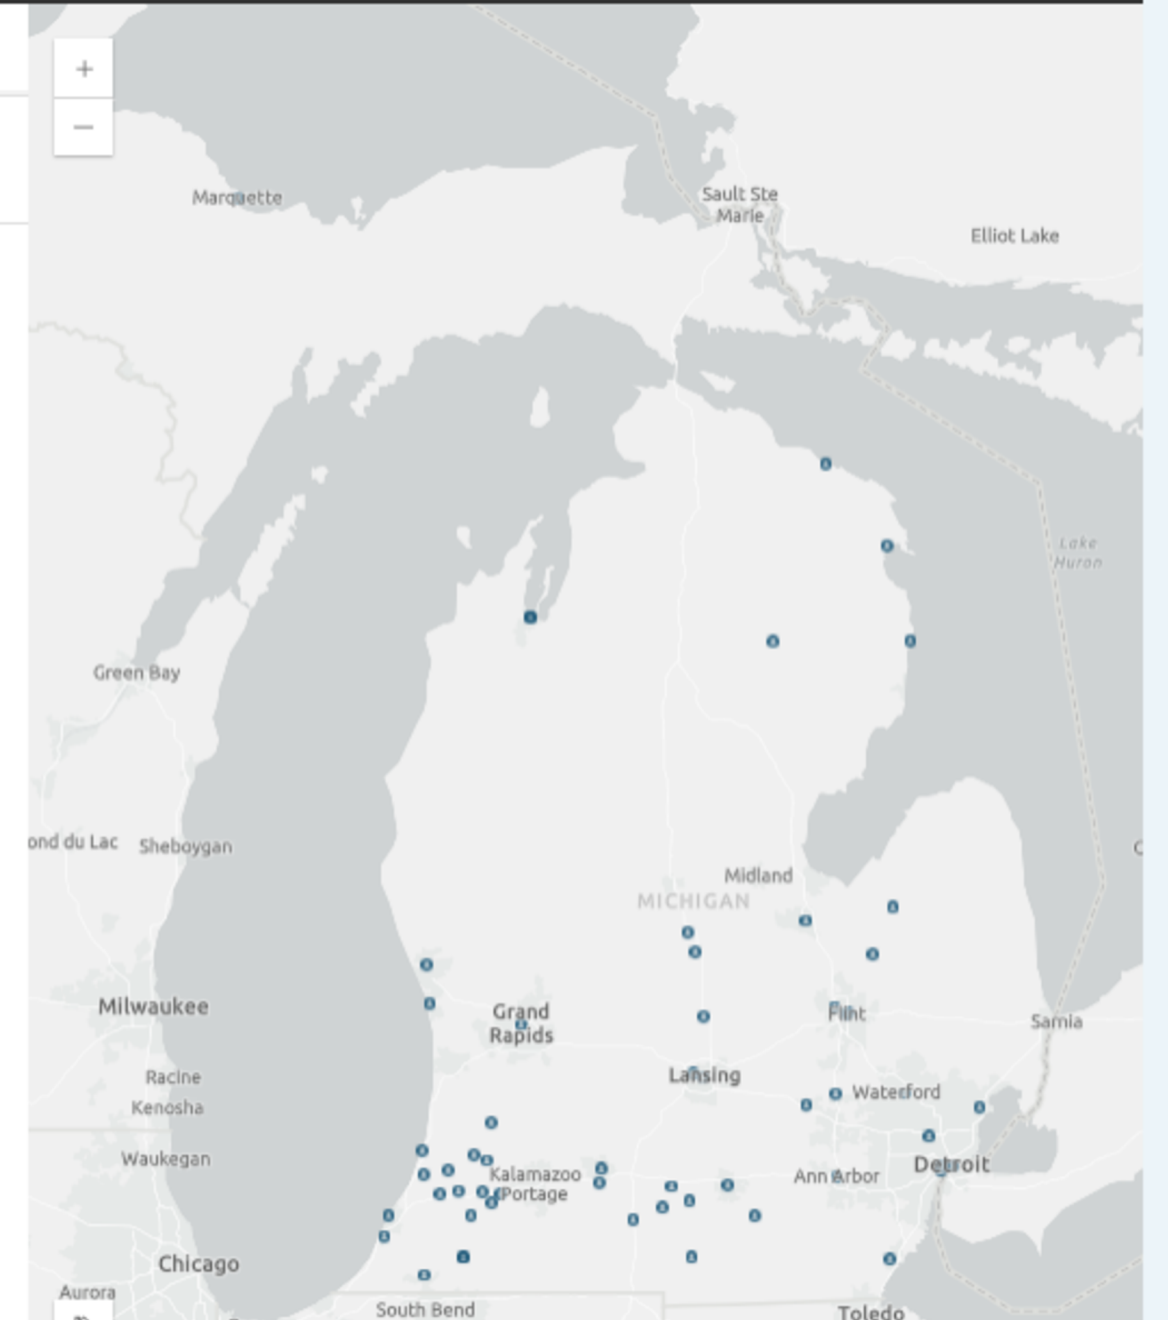 +
−
Marquette
Sault Ste
Marie
Elliot Lake
Lake
Huron
Green Bay
ond du Lac
Sheboygan
Midland
MICHIGAN
Milwaukee
Grand
Rapids
Flint
Sarnia
Racine
Lansing
Kenosha
Waterford
Waukegan
Kalamazoo
Portage
Ann Arbor
Detroit
Chicago
Aurora
South Bend
Toledo